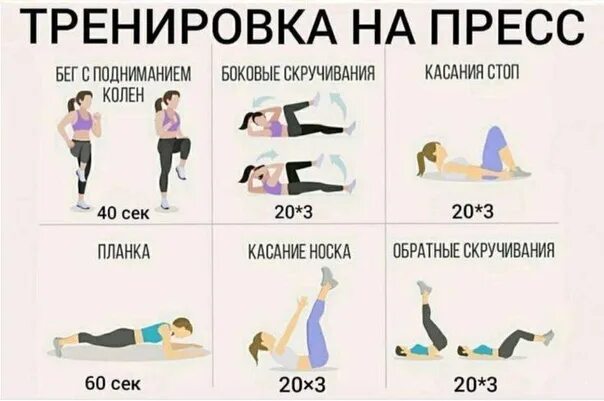 ТРЕНИРОВКА НА ПРЕСС
БЕГ С ПОДНИМАНИЕМ
КОЛЕН
40 сек
БОКОВЫЕ СКРУЧИВАНИЯ
20*3
КАСАНИЯ СТОП
20*3
ПЛАНКА
60 сек
КАСАНИЕ НОСКА
20×3
ОБРАТНЫЕ СКРУЧИВАНИЯ
20*3